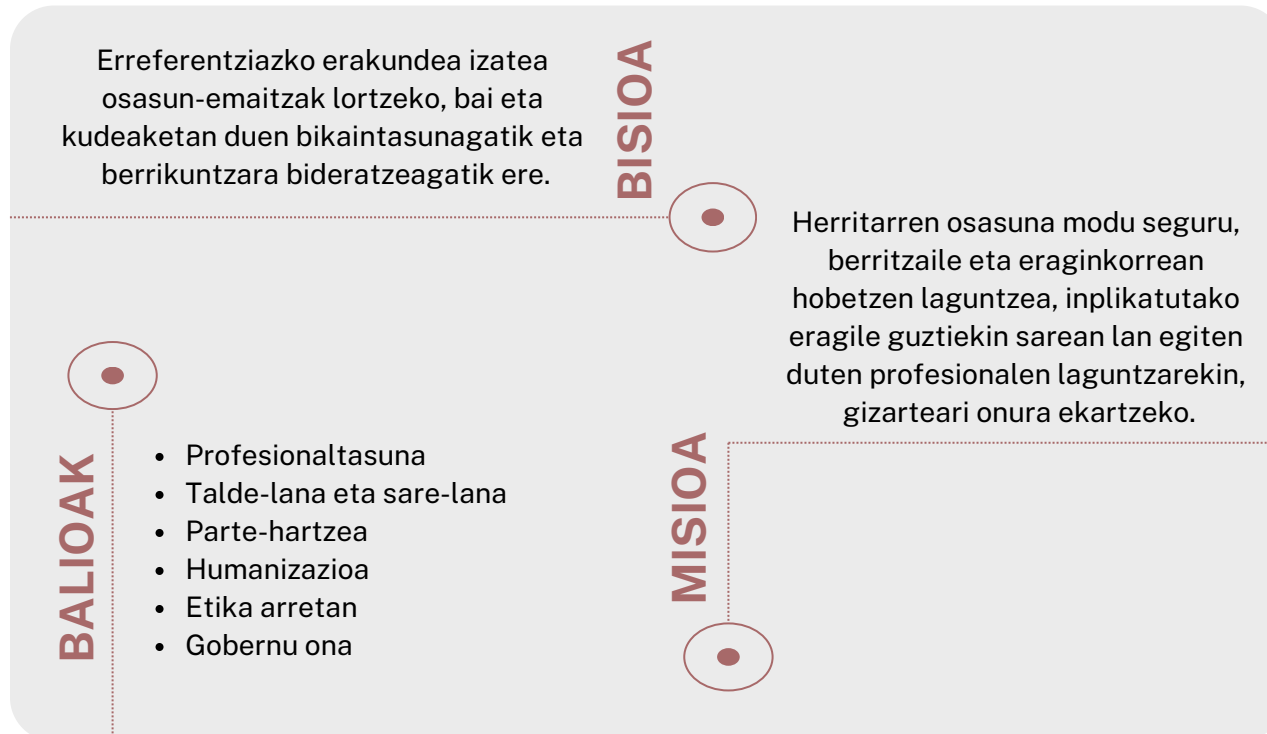 BISIOA
Erreferentziazko erakundea izatea
osasun-emaitzak lortzeko, bai eta
kudeaketan duen bikaintasunagatik eta
berrikuntzara bideratzeagatik ere.
MISIOA
Herritarren osasuna modu seguru,
berritzaile eta eraginkorrean
hobetzen laguntzea, inplikatutako
eragile guztiekin sarean lan egiten
duten profesionalen laguntzarekin,
gizarteari onura ekartzeko.
BALIOAK
• Profesionaltasuna
• Talde-lana eta sare-lana
• Parte-hartzea
• Humanizazioa
• Etika arretan
• Gobernu ona